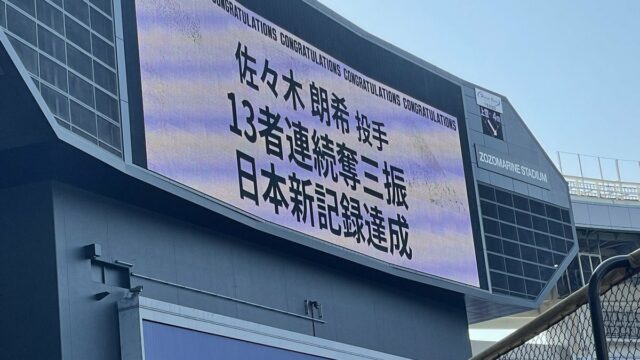 CONGRATULATIONS CONGRATULATIONS CONGRATULATIONS CONGRATULATIONS
佐々木 朗希 投手
13者連続奪三振
日本新記録達成
ZOZOMARINE STADIUM